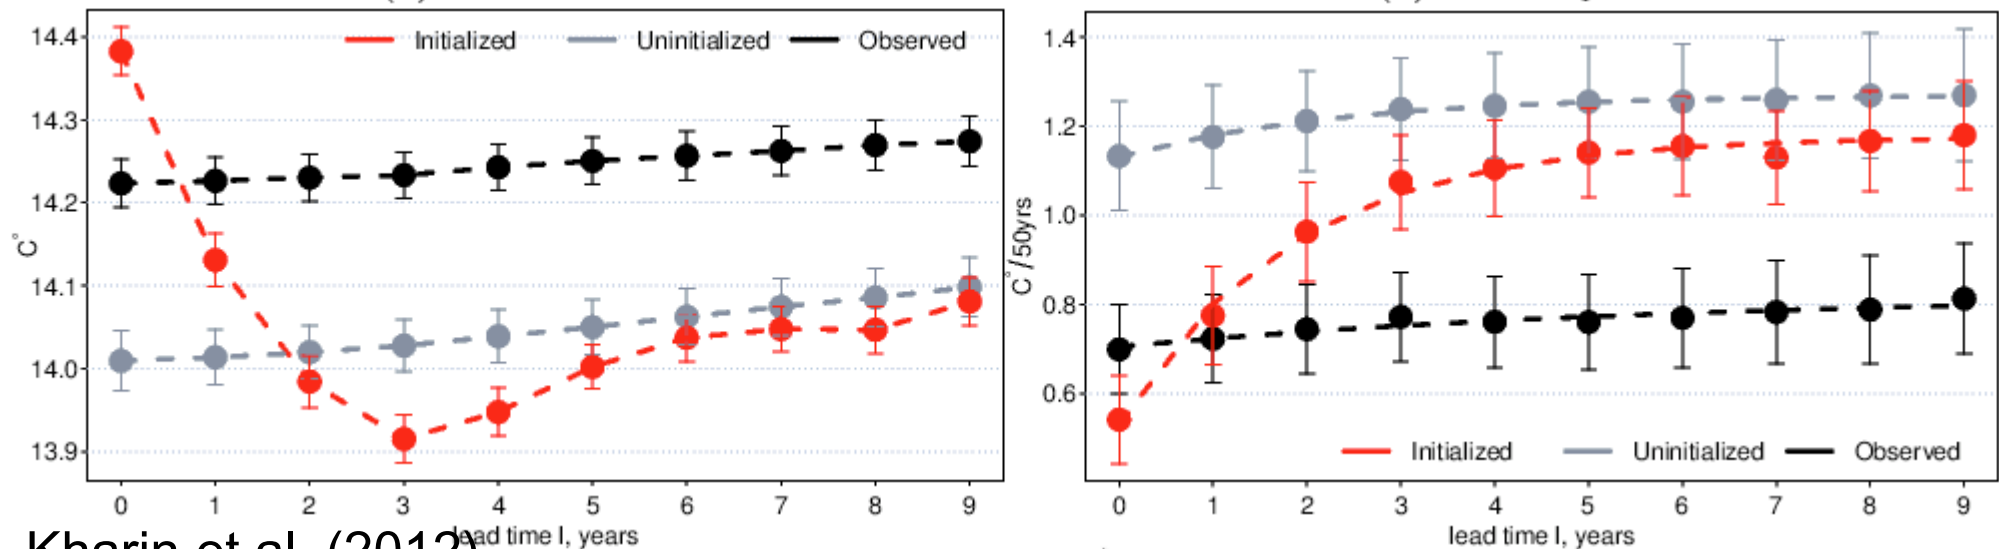 Initialized Uninitialized Observed
14.4
14.3
14.2
14.1
14.0
13.9
C°
0 1 2 3 4 5 6 7 8 9
lead time l, years
Kharin et al. (2012)
1.4
1.2
1.0
0.8
0.6
C°/50yrs
Initialized Uninitialized Observed
0 1 2 3 4 5 6 7 8 9
lead time l, years